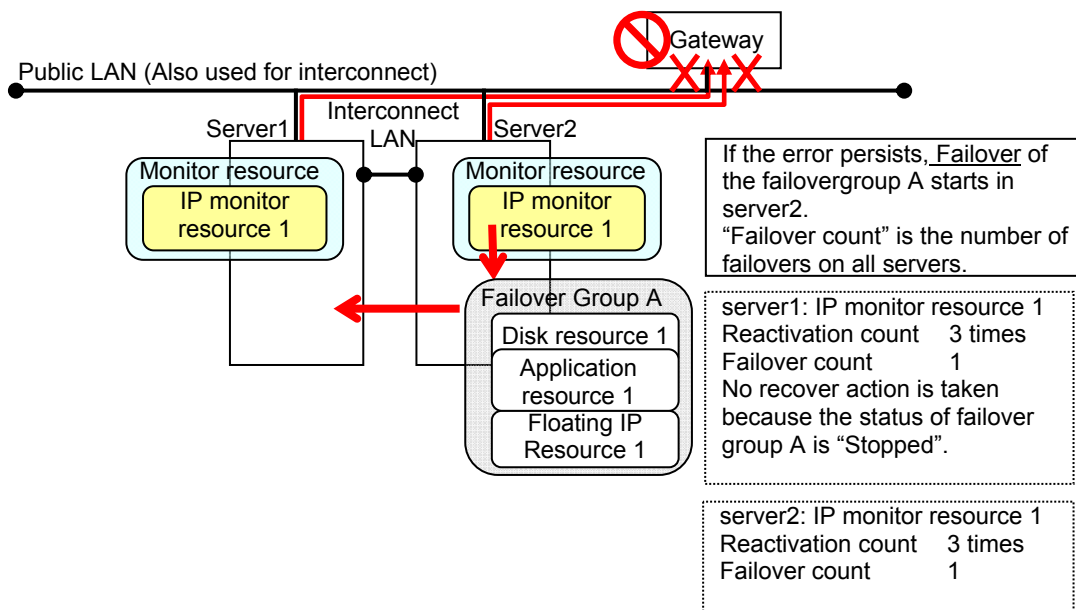 Gateway
Public LAN (Also used for interconnect)
Interconnect
LAN
Server1
Server2
Monitor resource
IP monitor
resource 1
Monitor resource
IP monitor
resource 1
Failover Group A
Disk resource 1
Application
resource 1
Floating IP
Resource 1
If the error persists, Failover of
the failovergroup A starts in
server2.
“Failover count” is the number of
failovers on all servers.
server1: IP monitor resource 1
Reactivation count 3 times
Failover count 1
No recover action is taken
because the status of failover
group A is “Stopped”.
server2: IP monitor resource 1
Reactivation count 3 times
Failover count 1